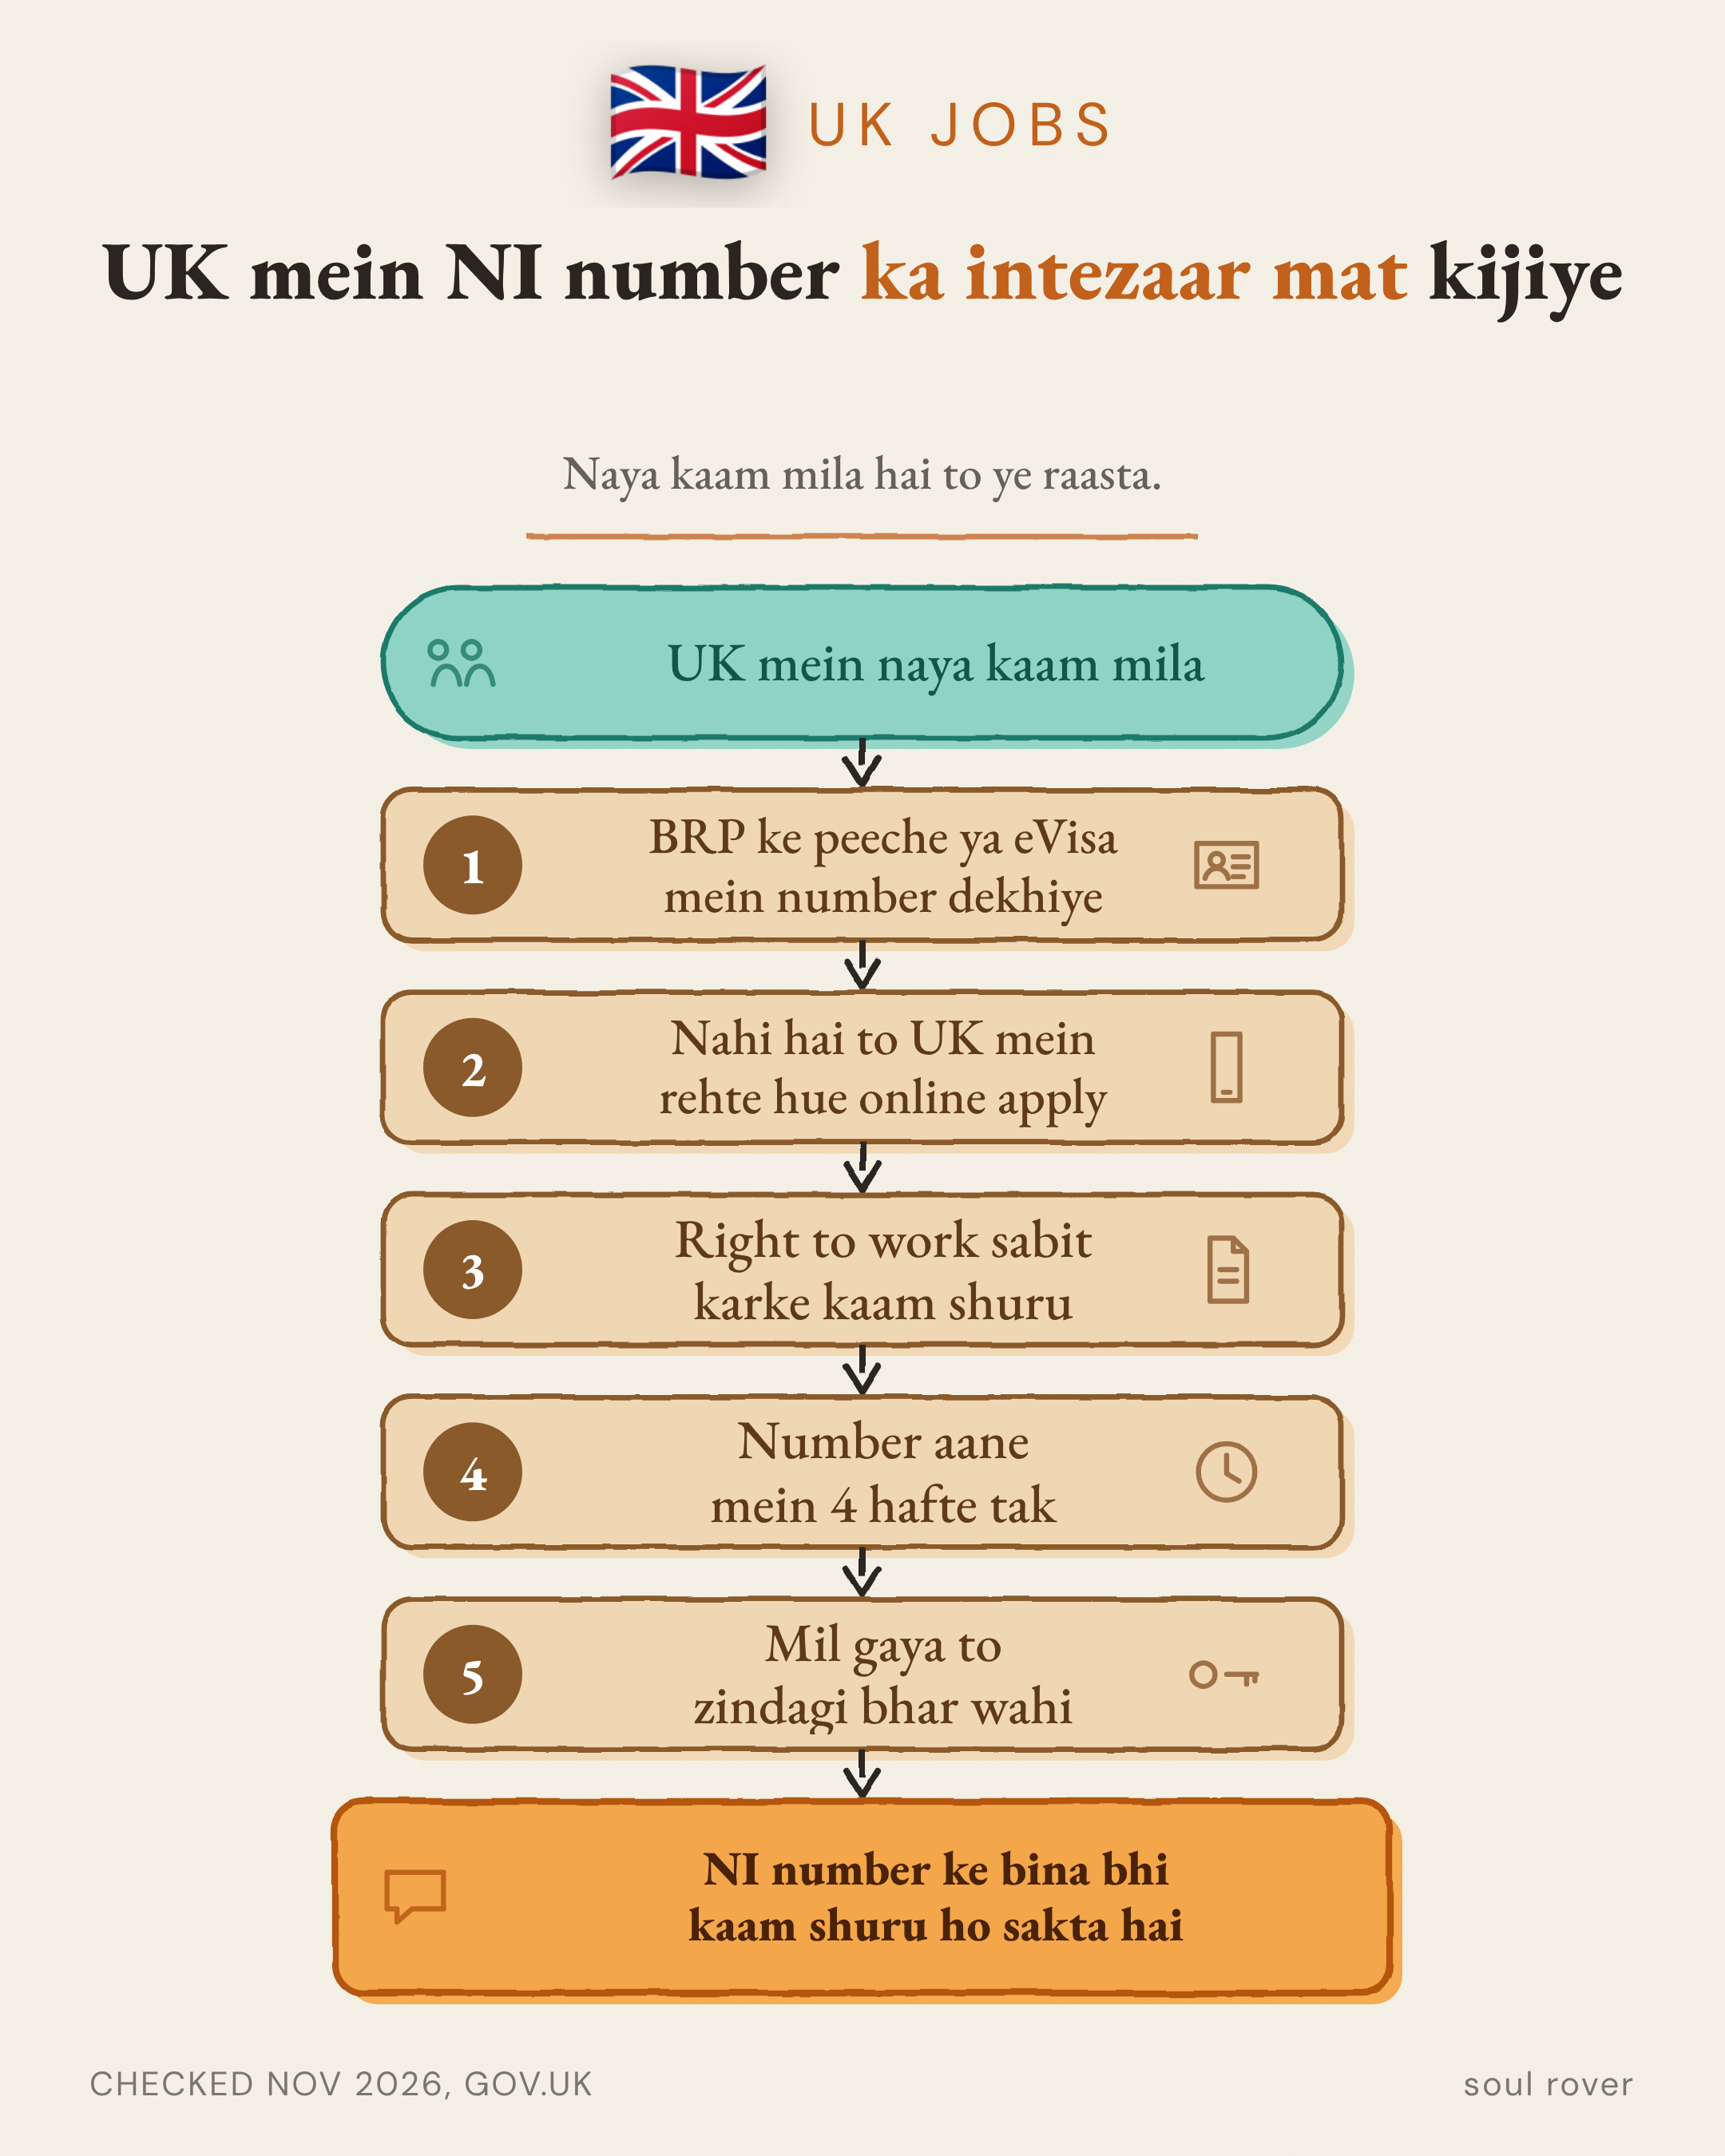 UK JOBS
UK mein NI number ka intezaar mat kijiye
Naya kaam mila hai to ye raasta.
UK mein naya kaam mila
1
BRP ke peeche ya eVisa
mein number dekhiye
2
Nahi hai to UK mein
rehte hue online apply
3
Right to work sabit
karke kaam shuru
4
Number aane
mein 4 hafte tak
5
Mil gaya to
zindagi bhar wahi
NI number ke bina bhi
kaam shuru ho sakta hai
CHECKED NOV 2026, GOV.UK
soul rover